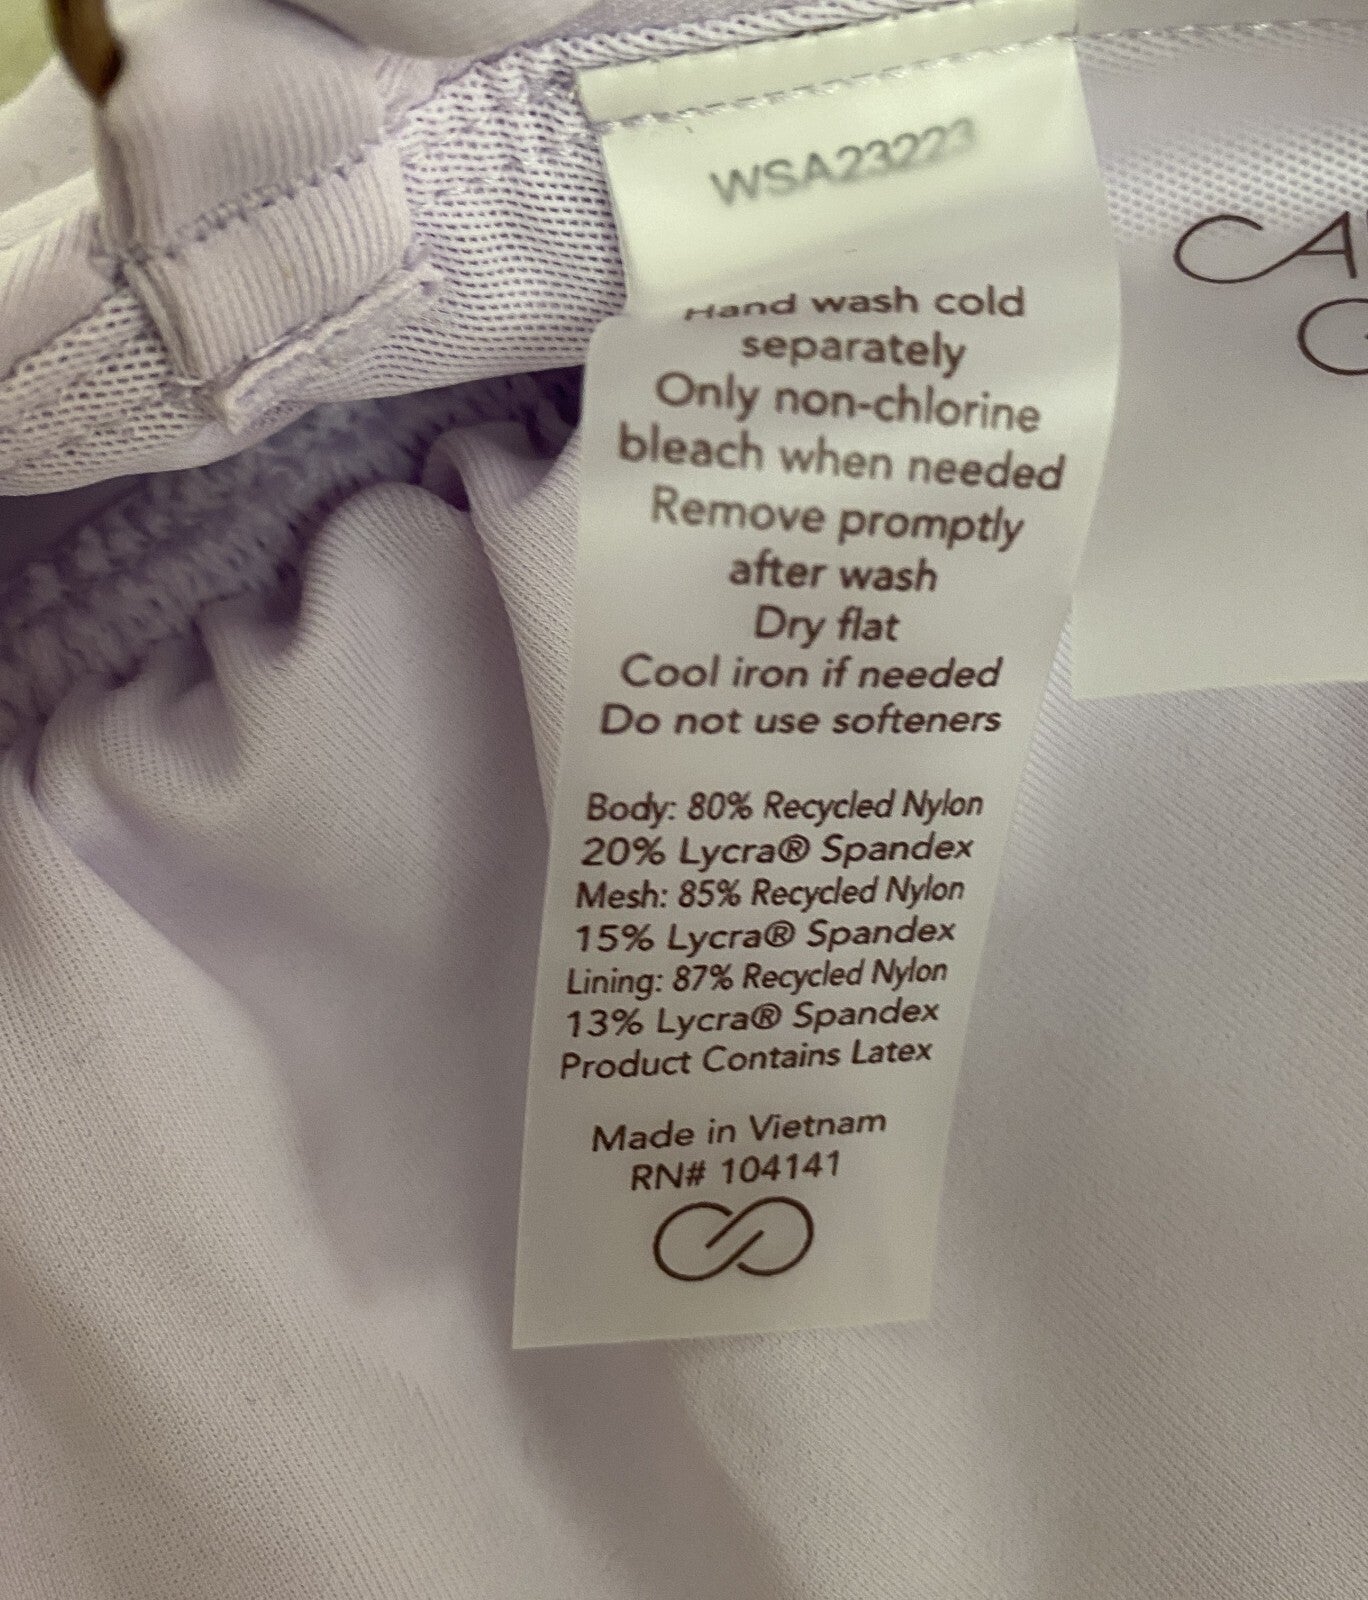 WSA23223
Hand wash cold
separately
Only non-chlorine
bleach when needed
Remove promptly
after wash
Dry flat
Cool iron if needed
Do not use softeners
Body: 80% Recycled Nylon
20% Lycra® Spandex
Mesh: 85% Recycled Nylon
15% Lycra® Spandex
Lining: 87% Recycled Nylon
13% Lycra® Spandex
Product Contains Latex
Made in Vietnam
RN# 104141
CA